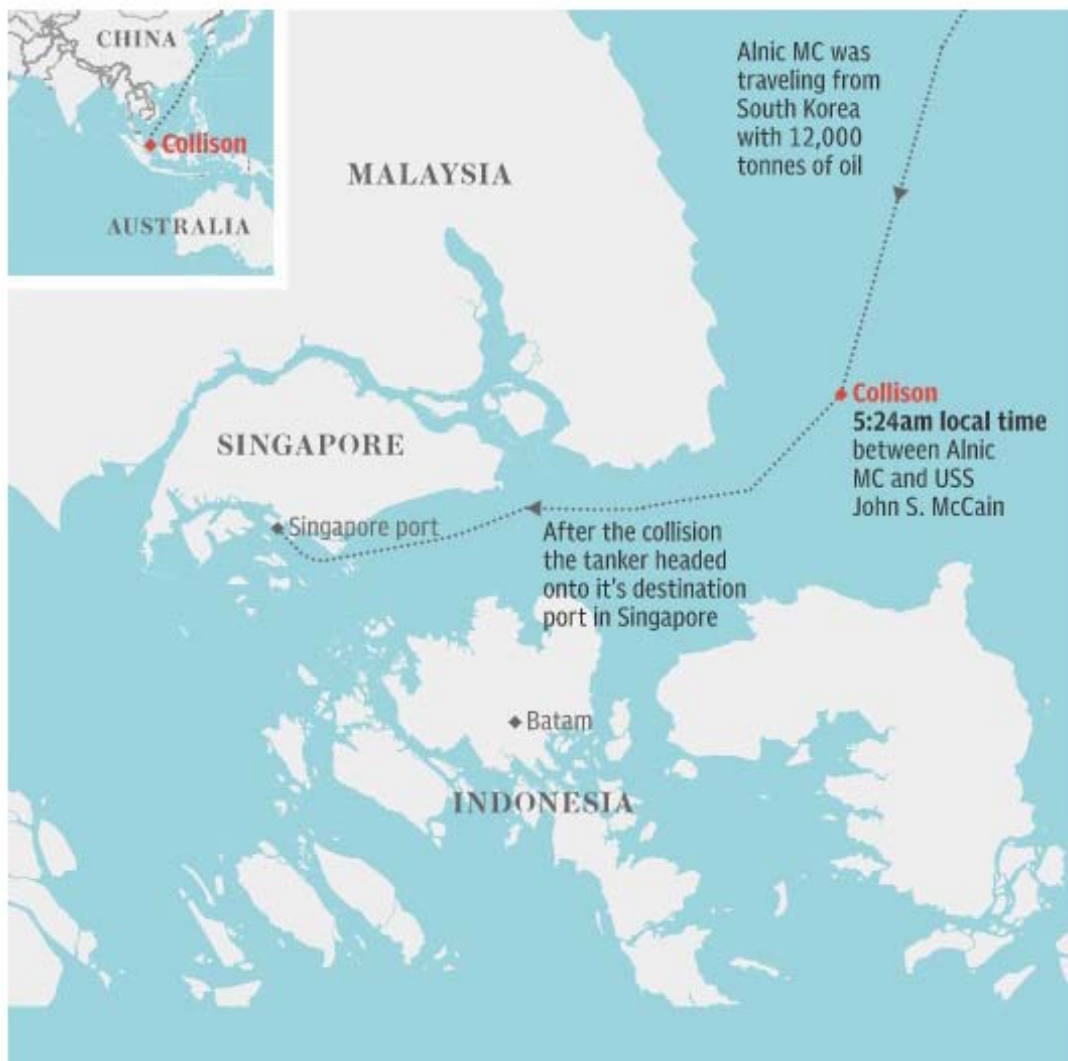 CHINA
Collison
AUSTRALIA
Alnic MC was
traveling from
South Korea
with 12,000
tonnes of oil
MALAYSIA
Collison
5:24am local time
between Alnic
MC and USS
John S. McCain
SINGAPORE
Singapore port
After the collision
the tanker headed
onto it's destination
port in Singapore
Batam
INDONESIA